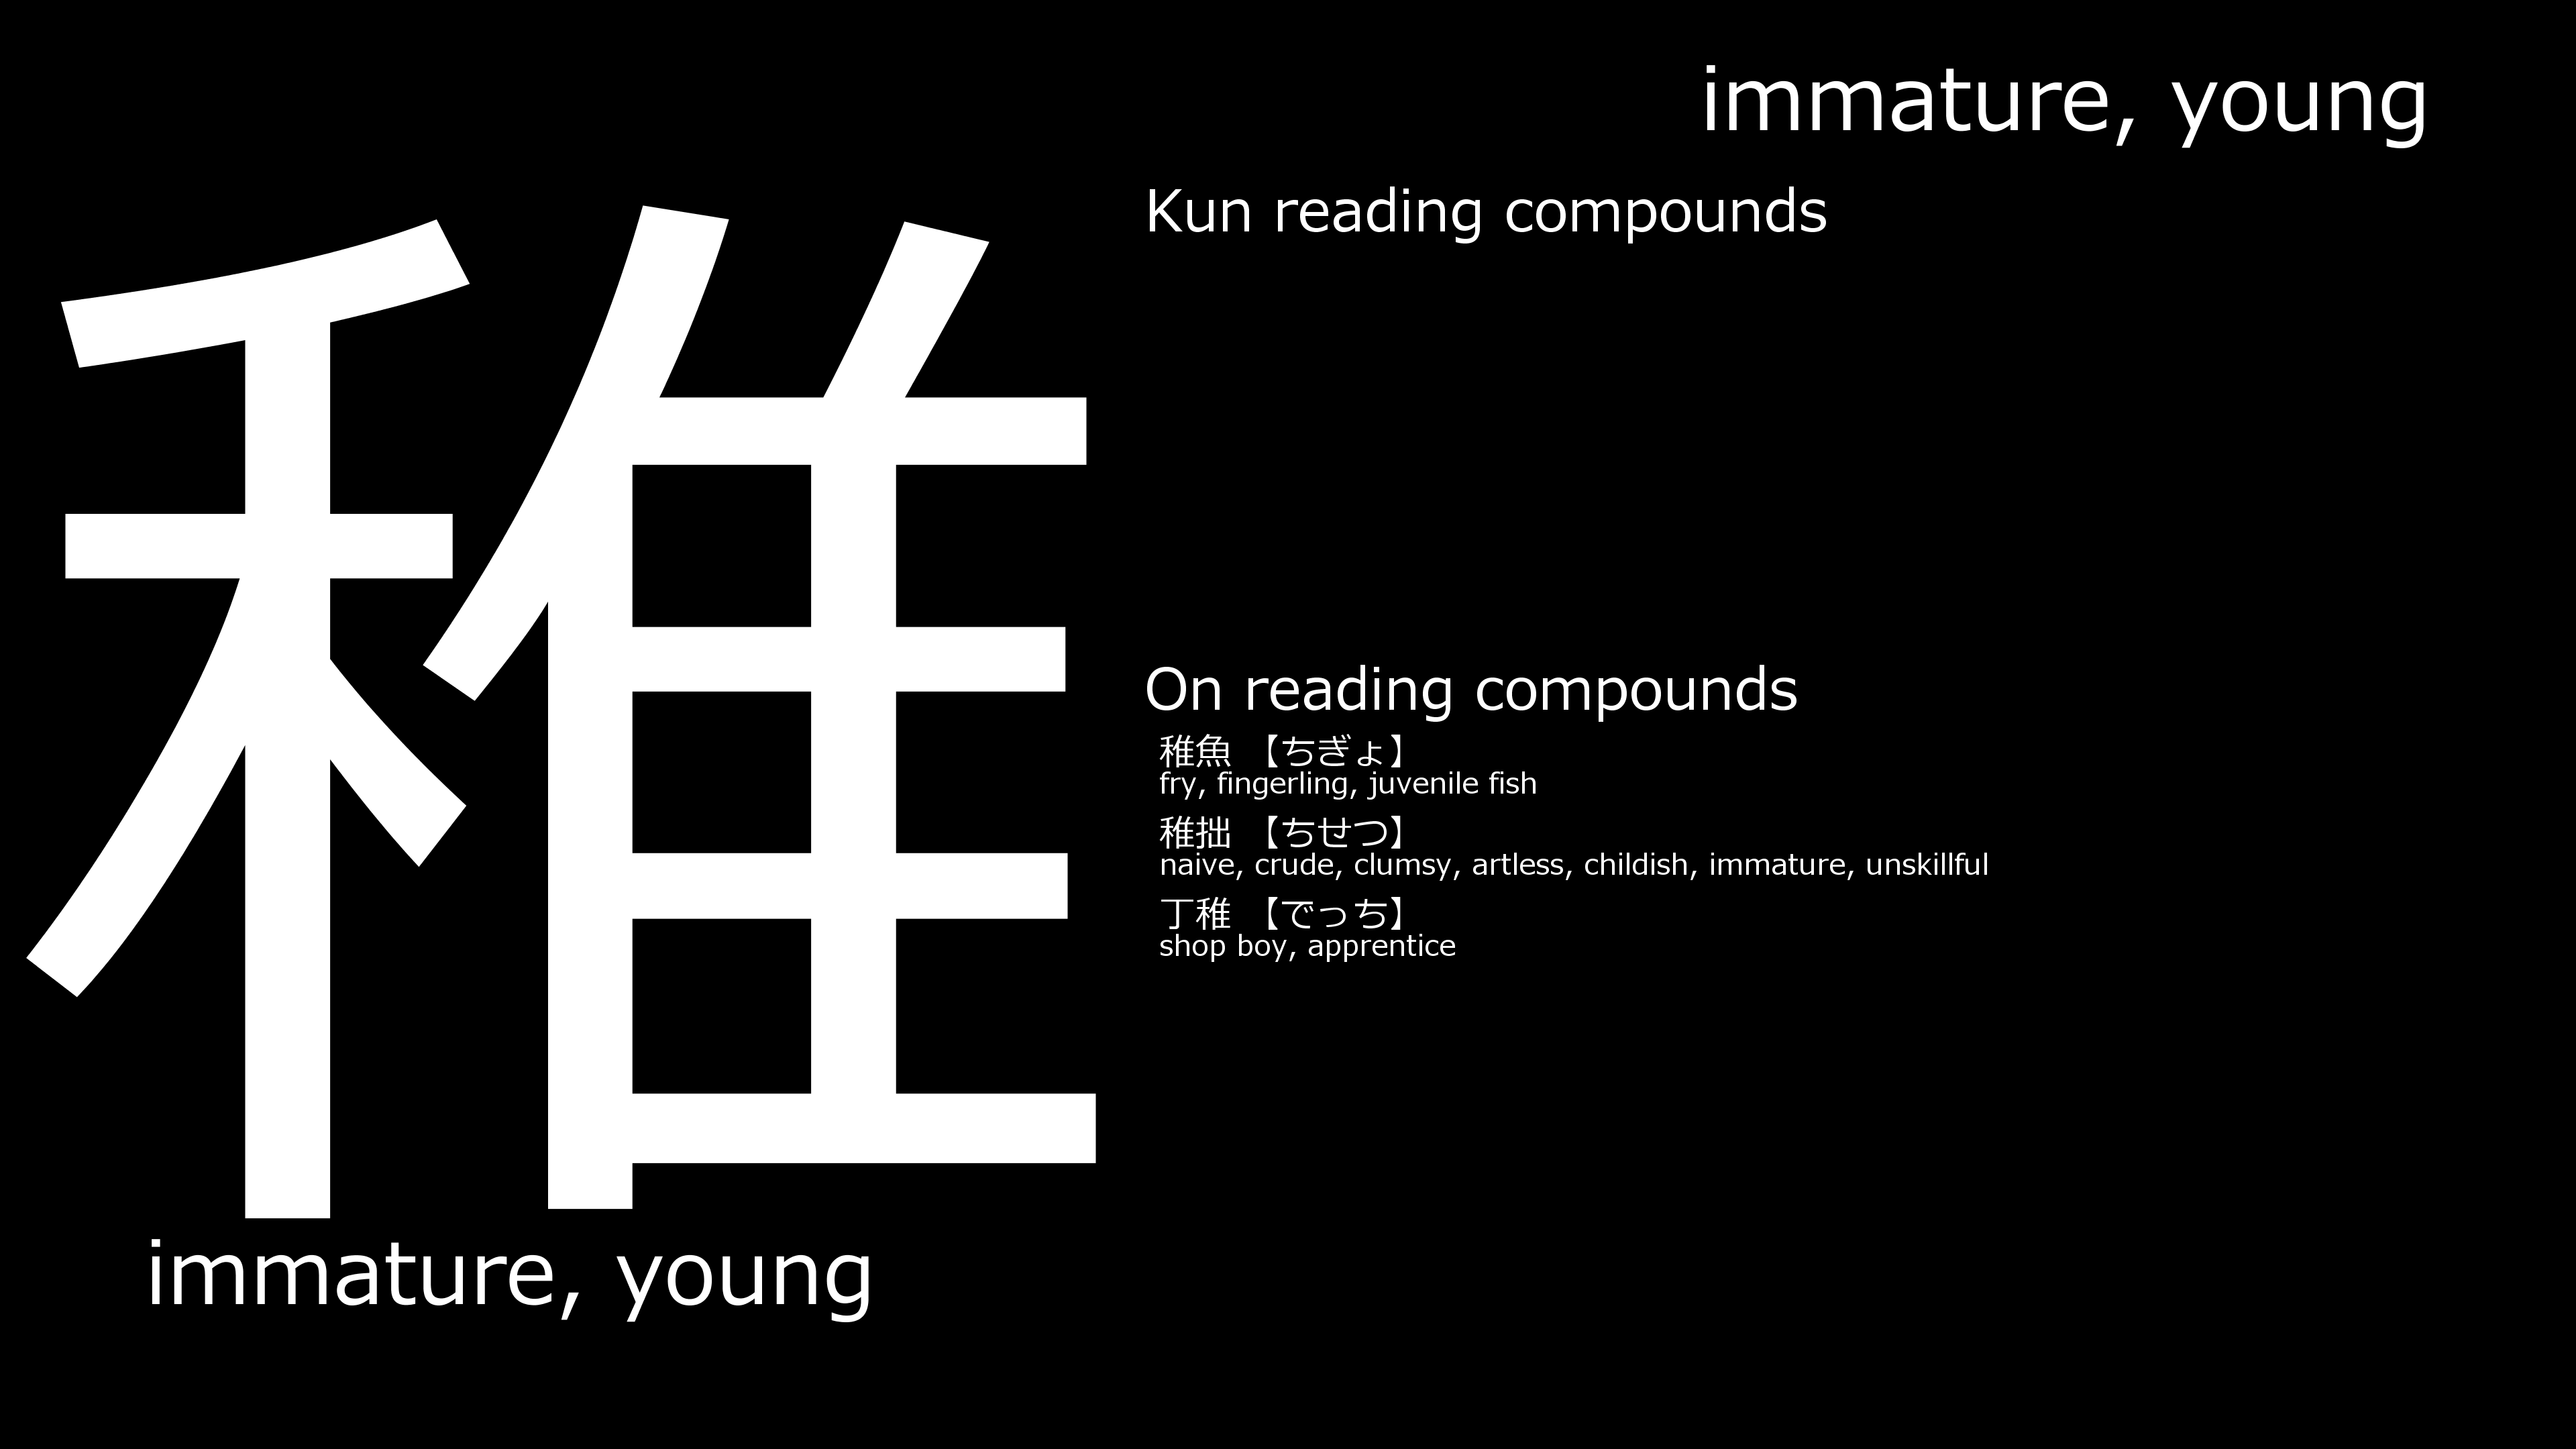 immature, young
稚
Kun reading compounds
On reading compounds
稚魚 【ちぎょ】
fry, fingerling, juvenile fish
稚拙 【ちせつ】
naive, crude, clumsy, artless, childish, immature, unskillful
丁稚 【でっち】
shop boy, apprentice
immature, young